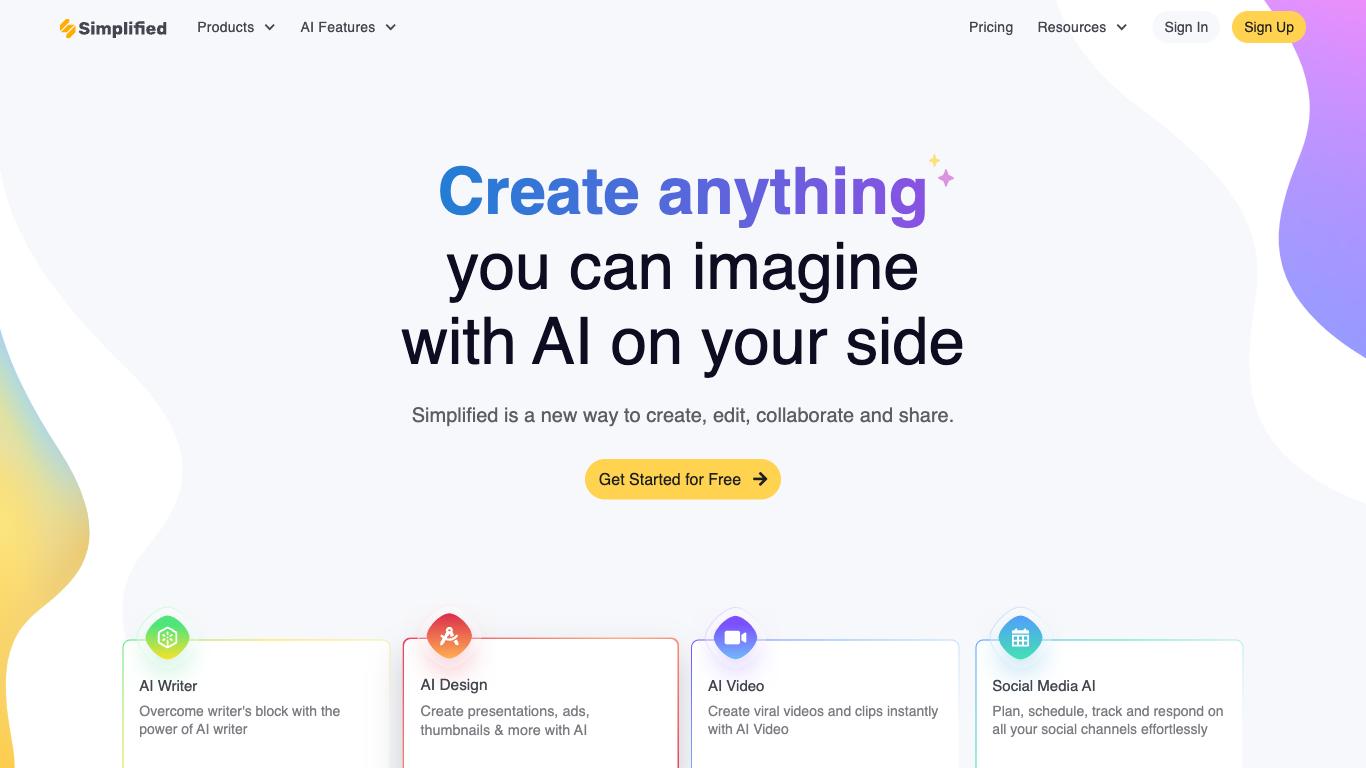 Simplified
Products
AI Features
Pricing
Resources
Sign In
Sign Up
Create anything
you can imagine
with AI on your side
Simplified is a new way to create, edit, collaborate and share.
Get Started for Free
AI Writer
Overcome writer's block with the
power of AI writer
AI Design
Create presentations, ads,
thumbnails & more with AI
AI Video
Create viral videos and clips instantly
with AI Video
Social Media AI
Plan, schedule, track and respond on
all your social channels effortlessly